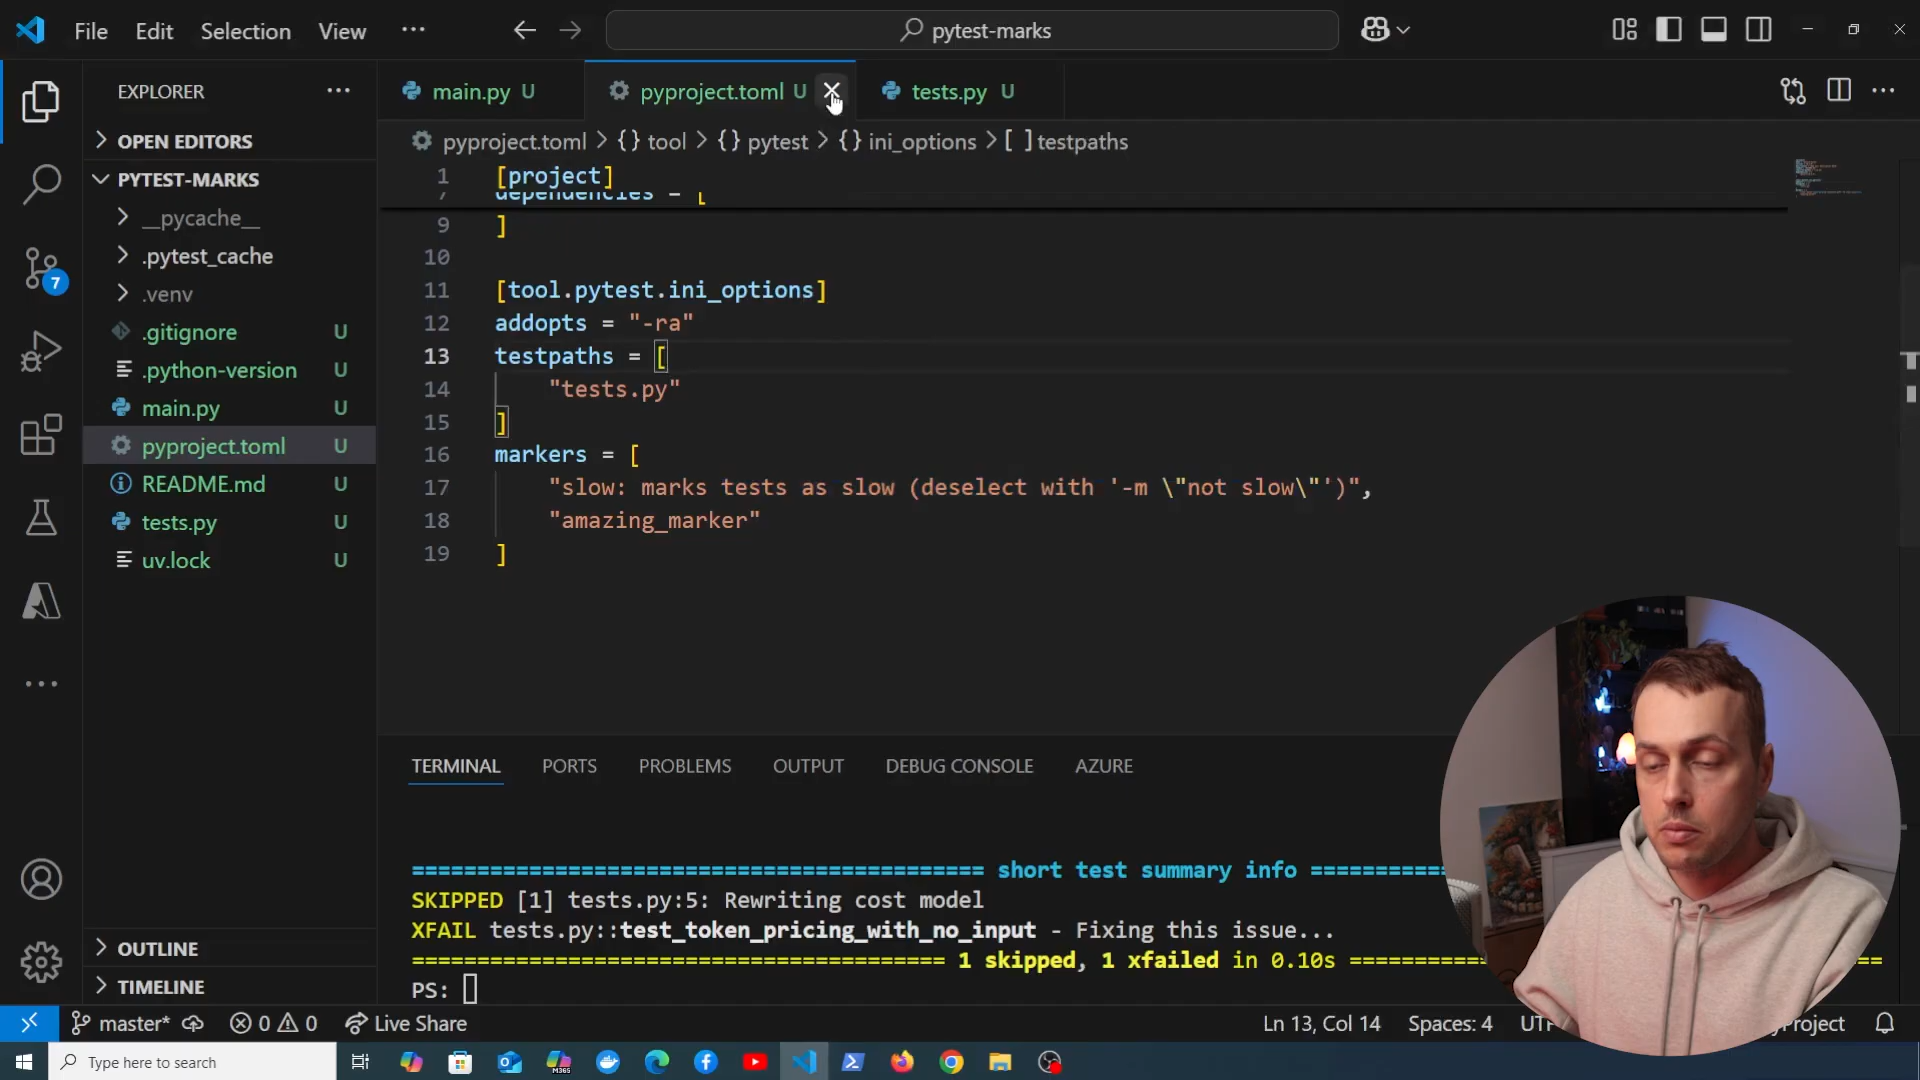 File Edit Selection View ··· pytest-marks
EXPLORER
OPEN EDITORS
PYTEST-MARKS
__pycache__
.pytest_cache
.venv
.gitignore U
.python-version U
main.py U
pyproject.toml U
README.md U
tests.py U
uv.lock U
OUTLINE
TIMELINE
7
main.py U pyproject.toml U tests.py U
pyproject.toml > {} tool > {} pytest > {} ini_options > [ ] testpaths
1 [project]
7 dependencies = [
9 ]
10
11 [tool.pytest.ini_options]
12 addopts = "-ra"
13 testpaths = [
14 "tests.py"
15 ]
16 markers = [
17 "slow: marks tests as slow (deselect with '-m \"not slow\"')",
18 "amazing_marker"
19 ]
TERMINAL PORTS PROBLEMS OUTPUT DEBUG CONSOLE AZURE
============================================ short test summary info ===========
SKIPPED [1] tests.py:5: Rewriting cost model
XFAIL tests.py::test_token_pricing_with_no_input - Fixing this issue...
========================================= 1 skipped, 1 xfailed in 0.10s ===========
PS:
master* 0 0 Live Share Ln 13, Col 14 Spaces: 4
Type here to search
M365